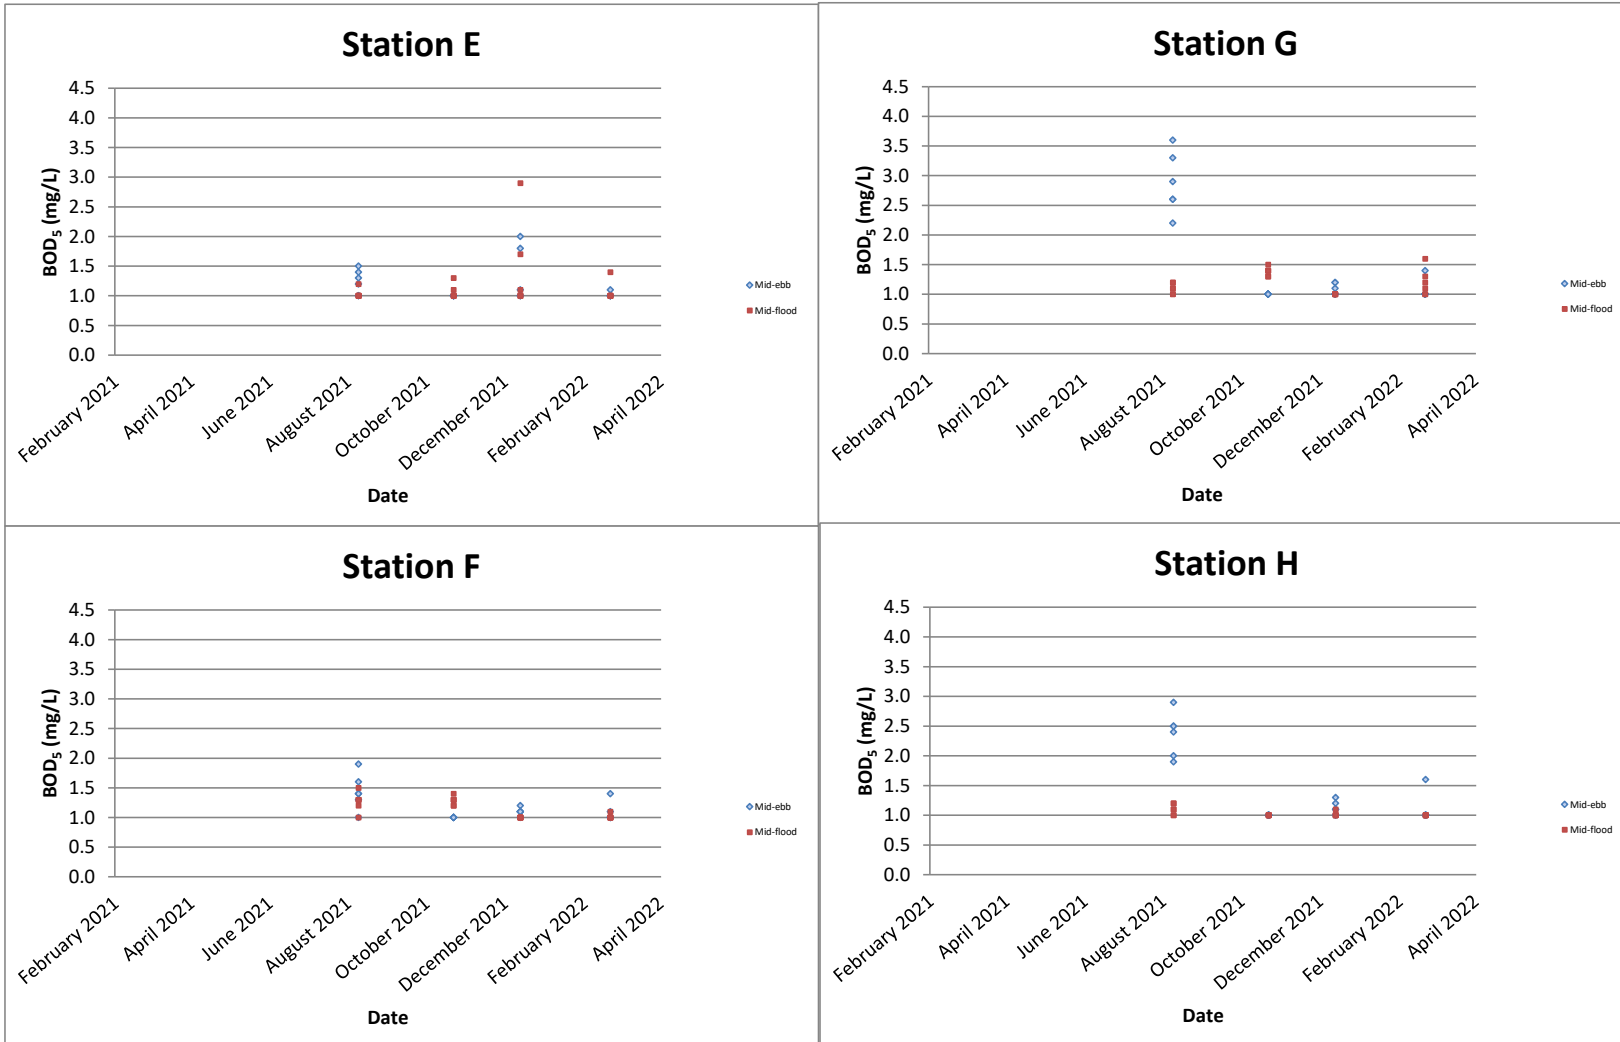 Station E
4.5
4.0
3.5
3.0
2.5
2.0
1.5
1.0
0.5
0.0
BOD5 (mg/L)
February 2021
April 2021
June 2021
August 2021
October 2021
December 2021
February 2022
April 2022
Date
Mid-ebb
Mid-flood
Station G
4.5
4.0
3.5
3.0
2.5
2.0
1.5
1.0
0.5
0.0
BOD5 (mg/L)
February 2021
April 2021
June 2021
August 2021
October 2021
December 2021
February 2022
April 2022
Date
Mid-ebb
Mid-flood
Station F
4.5
4.0
3.5
3.0
2.5
2.0
1.5
1.0
0.5
0.0
BOD5 (mg/L)
February 2021
April 2021
June 2021
August 2021
October 2021
December 2021
February 2022
April 2022
Date
Mid-ebb
Mid-flood
Station H
4.5
4.0
3.5
3.0
2.5
2.0
1.5
1.0
0.5
0.0
BOD5 (mg/L)
February 2021
April 2021
June 2021
August 2021
October 2021
December 2021
February 2022
April 2022
Date
Mid-ebb
Mid-flood